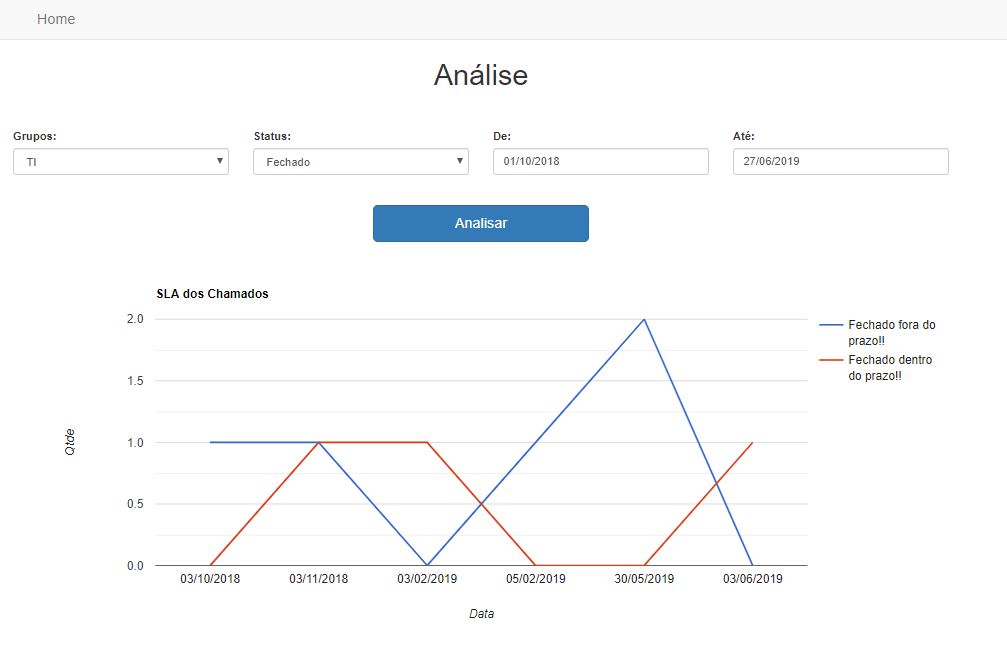 Home
Análise
Grupos:
Status:
De:
Até:
TI
Fechado
01/10/2018
27/06/2019
Analisar
SLA dos Chamados
2.0
1.5
1.0
0.5
0.0
Qtde
03/10/2018
03/11/2018
03/02/2019
05/02/2019
30/05/2019
03/06/2019
Data
Fechado fora do
prazo!!
Fechado dentro
do prazo!!